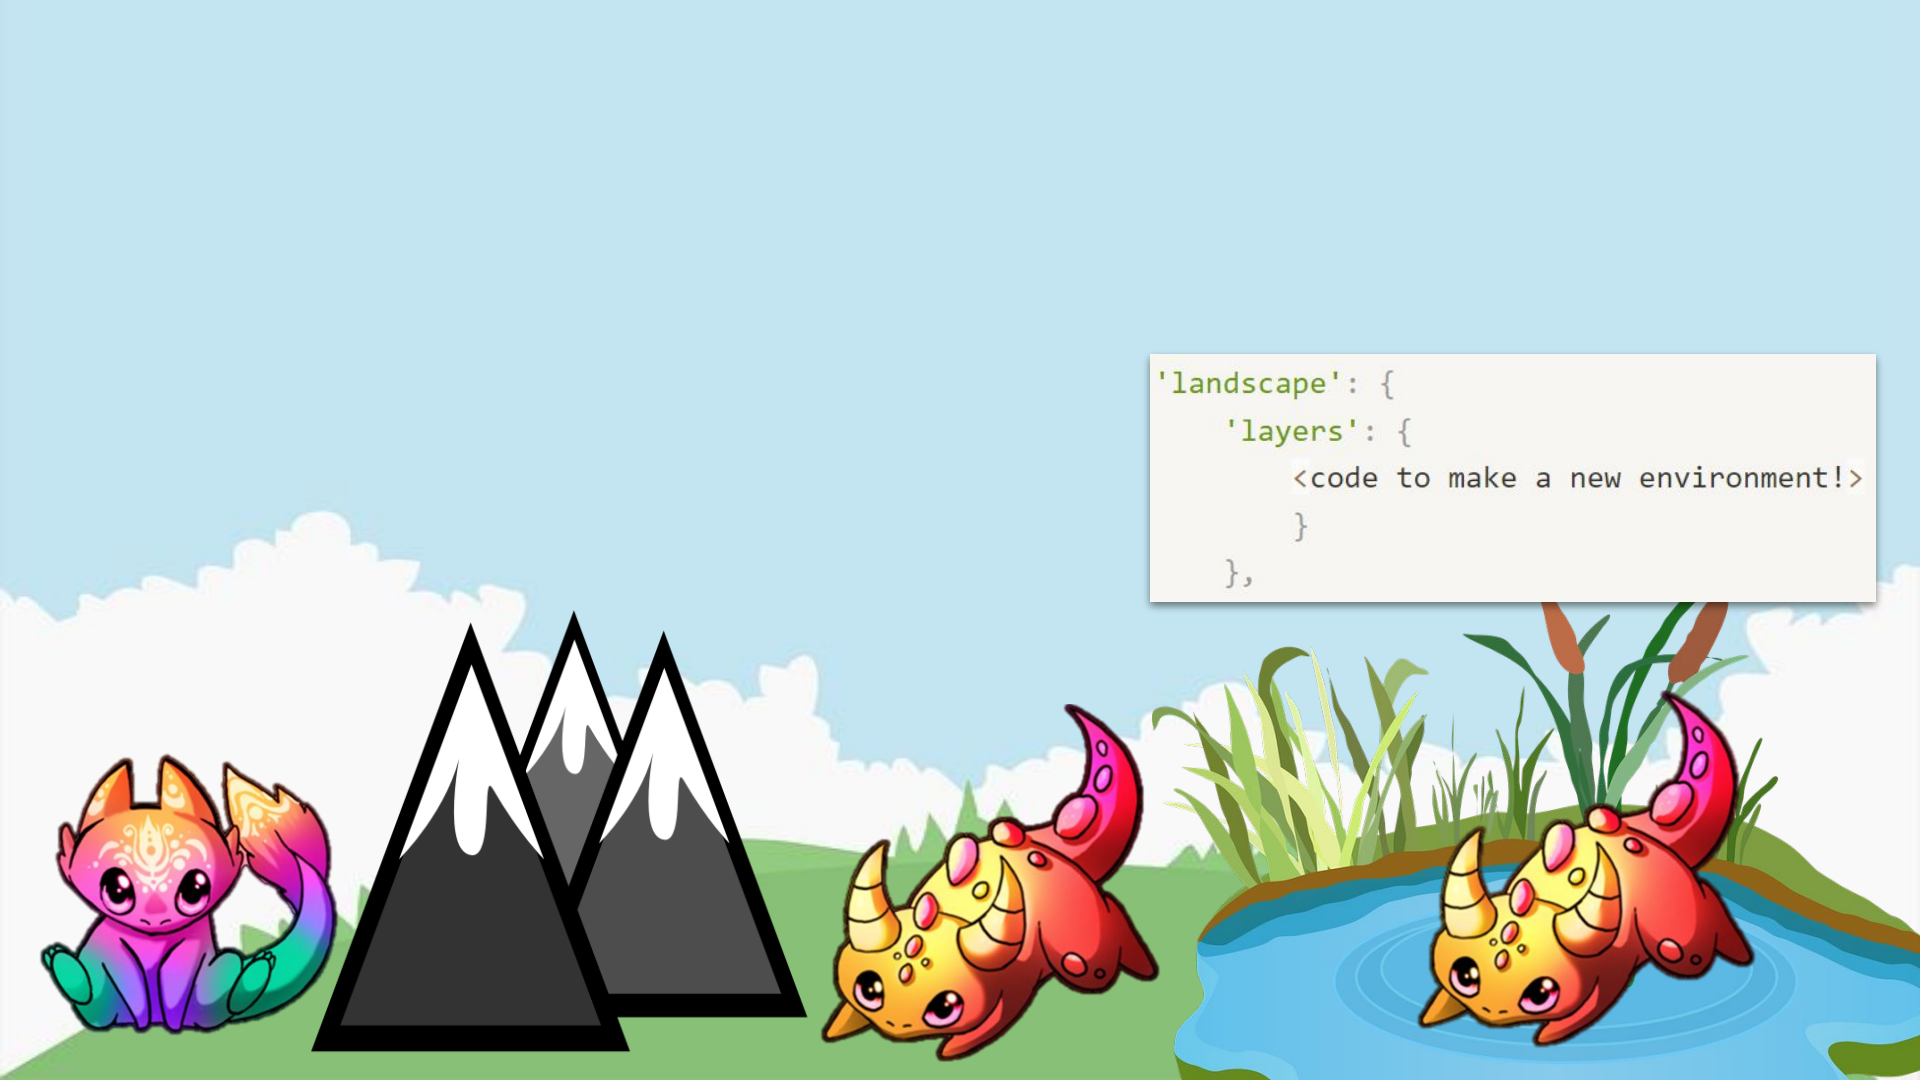 'landscape': {
'layers': {
<code to make a new environment!>
}
},